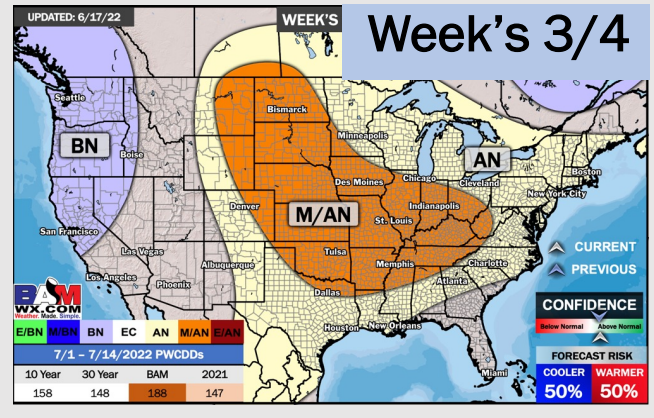 UPDATED: 6/17/22
WEEK'S
Week's 3/4
Seattle
Bismarck
Minneapolis
BN
Boise
AN
Boston
Des Moines
Chicago
Cleveland
New York City
Denver
M/AN
Indianapolis
St. Louis
San Francisco
Las Vegas
Tulsa
Albuquerque
Memphis
Charlotte
CURRENT
Los Angeles
Phoenix
Atlanta
PREVIOUS
Dallas
BAM
WX.COM
Weather. Made. Simple.
CONFIDENCE
Houston
New Orleans
Below Normal
Above Normal
E/BN M/BN BN EC AN M/AN E/AN
7/1 – 7/14/2022 PWCDDs
FORECAST RISK
10 Year 30 Year BAM 2021
Miami
COOLER WARMER
158 148 188 147
50% 50%